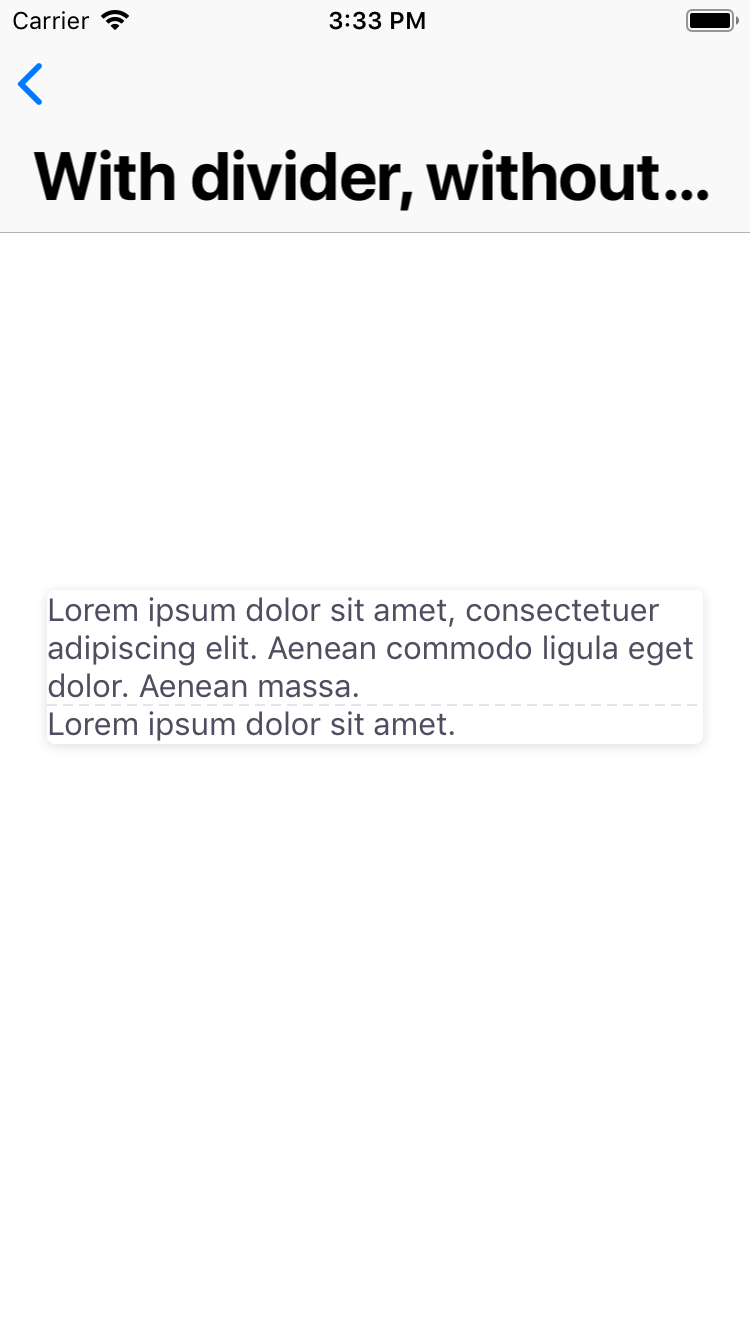 Carrier 3:33 PM
With divider, without...
Lorem ipsum dolor sit amet, consectetuer
adipiscing elit. Aenean commodo ligula eget
dolor. Aenean massa.
Lorem ipsum dolor sit amet.